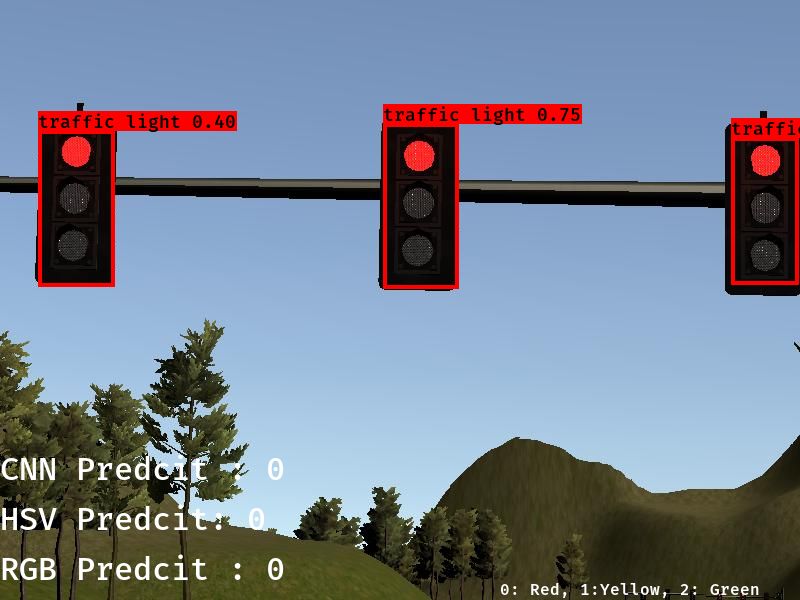 traffic light 0.40
traffic light 0.75
CNN Predcit : 0
HSV Predcit: 0
RGB Predcit : 0
0: Red, 1:Yellow, 2: Green